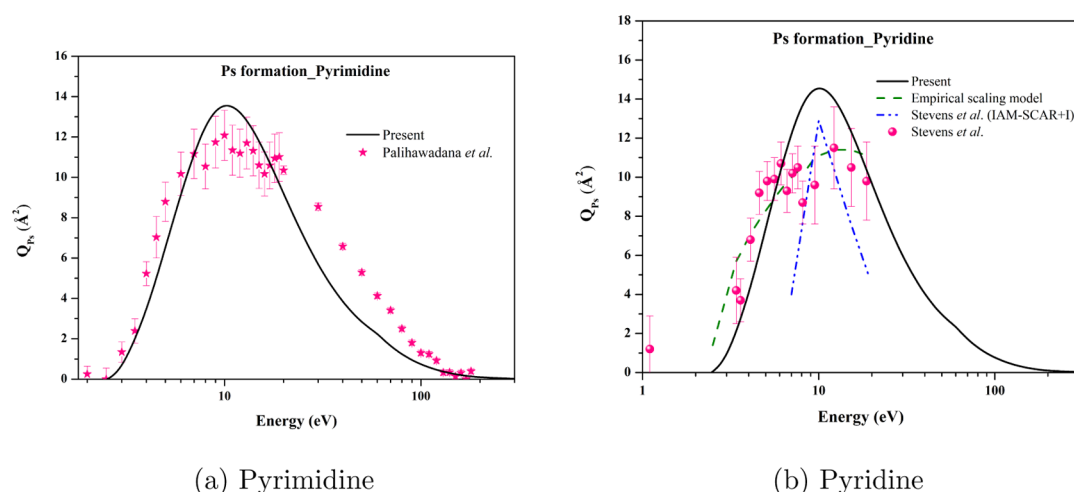 Ps formation_Pyrimidine
Present
Palihawadana et al.
Q_Ps (Å²)
16
14
12
10
8
6
4
2
0
10
100
Energy (eV)
(a) Pyrimidine
Ps formation_Pyridine
Present
Empirical scaling model
Stevens et al. (IAM-SCAR+I)
Stevens et al.
Q_Ps (Å²)
18
16
14
12
10
8
6
4
2
0
1
10
100
Energy (eV)
(b) Pyridine